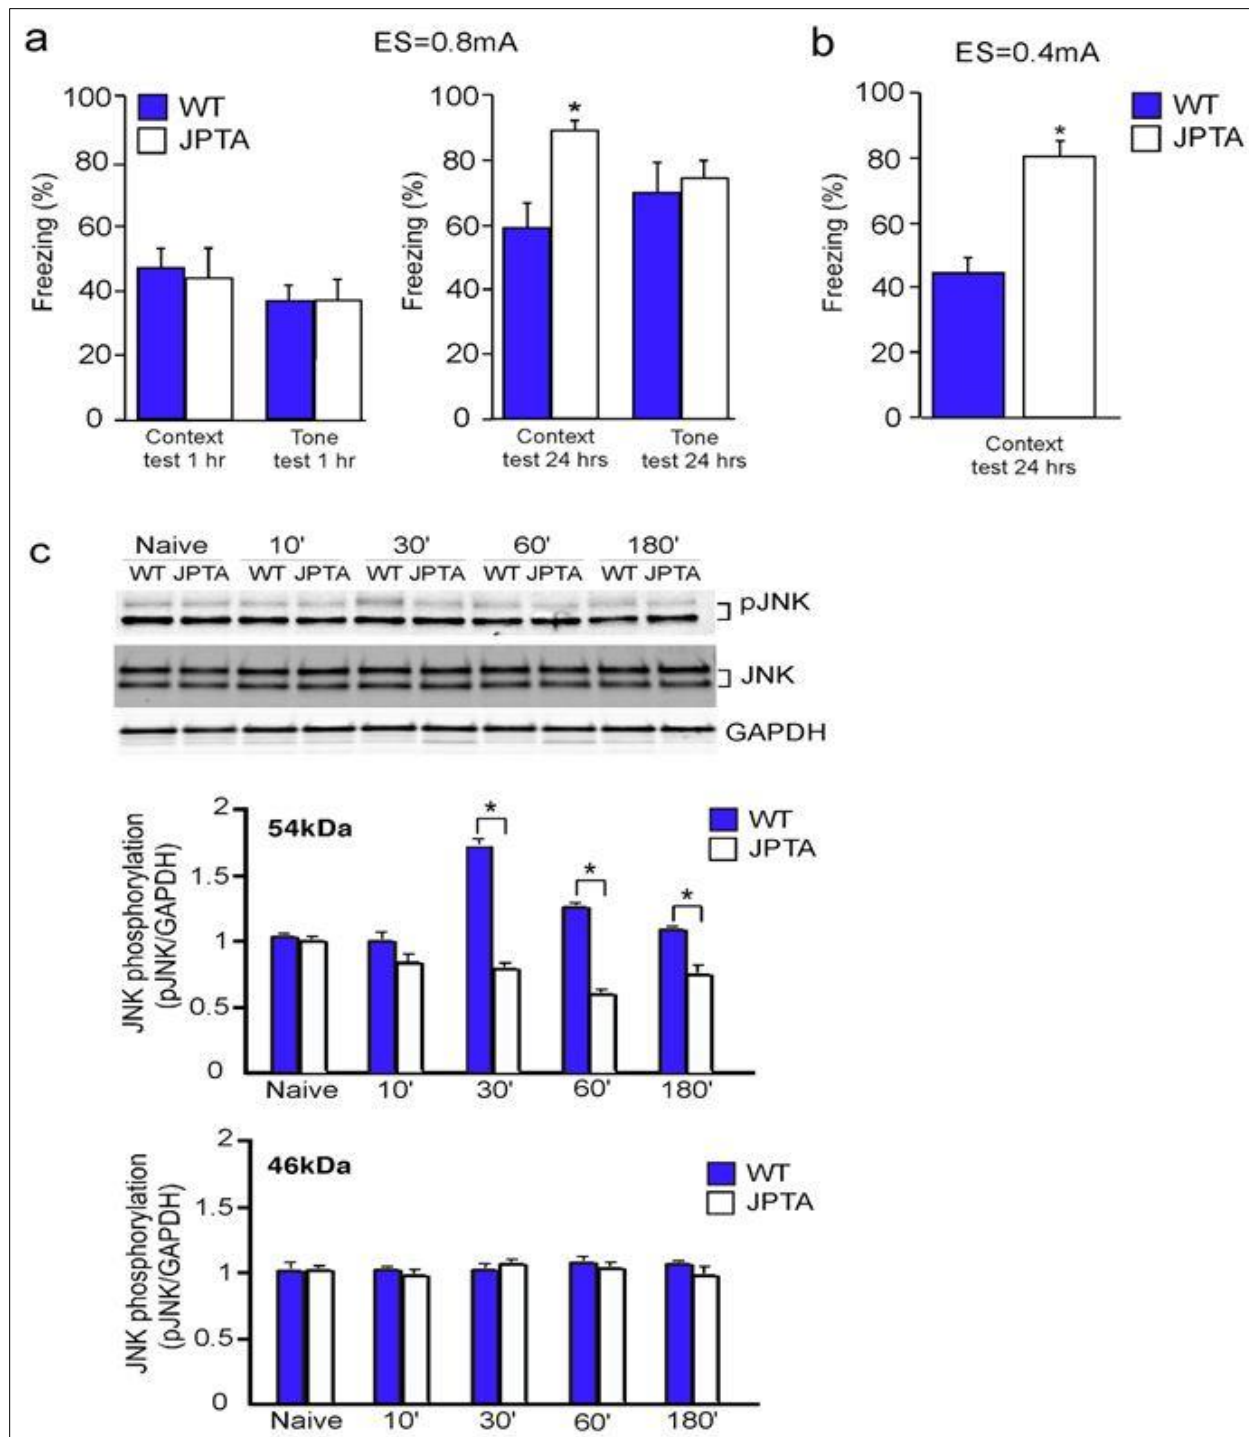 a
ES=0.8mA
b
ES=0.4mA
WT
JPTA
Freezing (%)
100
80
60
40
20
0
Context
test 1 hr
Tone
test 1 hr
Freezing (%)
100
80
60
40
20
0
*
Context
test 24 hrs
Tone
test 24 hrs
Freezing (%)
100
80
60
40
20
0
*
WT
JPTA
Context
test 24 hrs
c
Naive 10' 30' 60' 180'
WT JPTA WT JPTA WT JPTA WT JPTA WT JPTA
pJNK
JNK
GAPDH
JNK phosphorylation
(pJNK/GAPDH)
2
1.5
1
0.5
0
54kDa
*
*
*
WT
JPTA
Naive 10' 30' 60' 180'
JNK phosphorylation
(pJNK/GAPDH)
2
1.5
1
0.5
0
46kDa
WT
JPTA
Naive 10' 30' 60' 180'